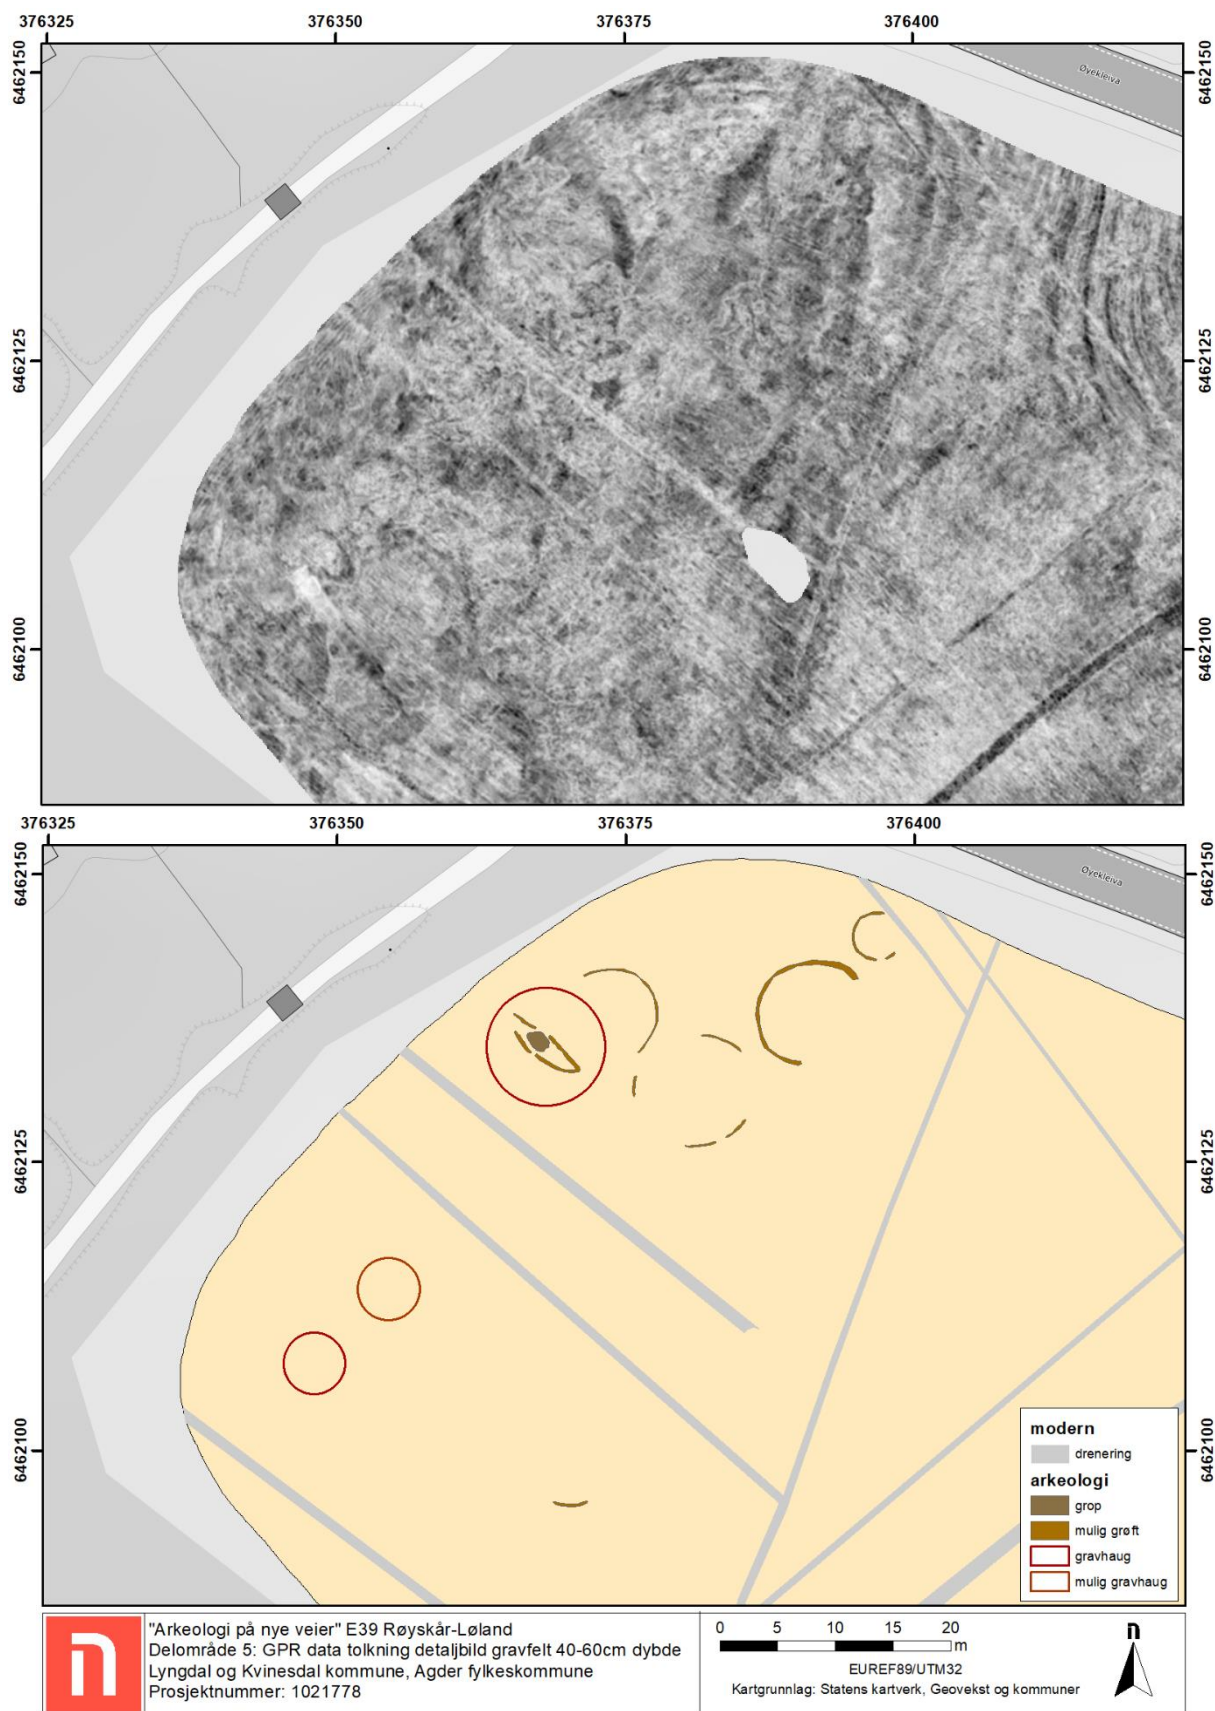 376325 376350 376375 376400
6462150 6462150
Øyekleiva
6462125 6462125
6462100 6462100
376325 376350 376375 376400
6462150 6462150
Øyekleiva
6462125 6462125
6462100 6462100
modern
drenering
arkeologi
grop
mulig grøft
gravhaug
mulig gravhaug
"Arkeologi på nye veier" E39 Røyskår-Løland
Delområde 5: GPR data tolkning detaljbild gravfelt 40-60cm dybde
Lyngdal og Kvinesdal kommune, Agder fylkeskommune
Prosjektnummer: 1021778
0 5 10 15 20
m
EUREF89/UTM32
Kartgrunnlag: Statens kartverk, Geovekst og kommuner